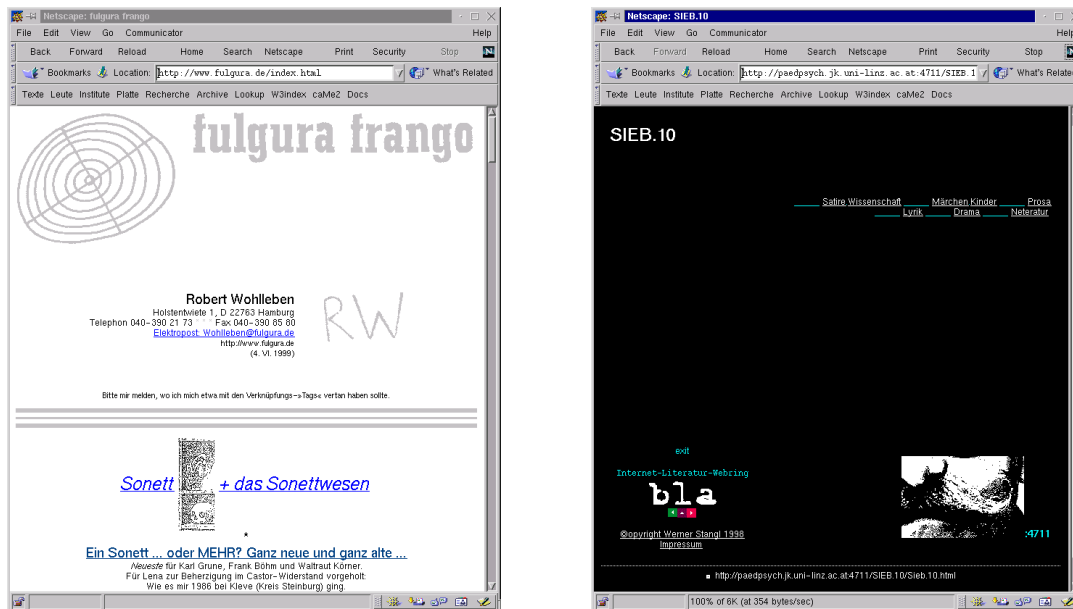 Netscape: fulgura frango
File Edit View Go Communicator Help
Back Forward Reload Home Search Netscape Print Security Stop N
Bookmarks Location: http://www.fulgura.de/index.html What's Related
Texte Leute Institute Platte Recherche Archive Lookup W3index caMe2 Docs
fulgura frango
Robert Wohlleben
Holstentwiete 1, D 22763 Hamburg
Telephon 040-390 21 73 * * * Fax 040-390 85 80
Elektropost: Wohlleben@fulgura.de
http://www.fulgura.de
(4. VI. 1999)
RW
Bitte mir melden, wo ich mich etwa mit den Verknüpfungs-»Tags« vertan haben sollte.
Sonett + das Sonettwesen
*
Ein Sonett ... oder MEHR? Ganz neue und ganz alte ...
Neueste für Karl Grune, Frank Böhm und Waltraut Körner.
Für Lena zur Beherzigung im Castor-Widerstand vorgeholt:
Wie es mir 1986 bei Kleve (Kreis Steinburg) ging.
Netscape: SIEB.10
File Edit View Go Communicator Help
Back Forward Reload Home Search Netscape Print Security Stop
Bookmarks Location: http://paedpsych.jk.uni-linz.ac.at:4711/SIEB.1 What's Relate
Texte Leute Institute Platte Recherche Archive Lookup W3index caMe2 Docs
SIEB.10
Satire Wissenschaft Märchen Kinder Prosa
Lyrik Drama Neteratur
exit
Internet-Literatur-Webring
bla
©opyright Werner Stangl 1998
Impressum
:4711
http://paedpsych.jk.uni-linz.ac.at:4711/SIEB.10/Sieb.10.html
100% of 6K (at 354 bytes/sec)